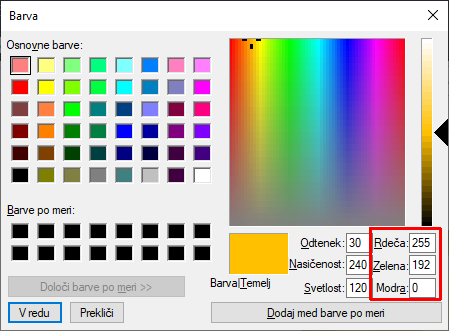 Barva
Osnovne barve:
Barve po meri:
Določi barve po meri >>
V redu
Prekliči
Barva|Temelj
Odtenek: 30
Nasičenost: 240
Svetlost: 120
Rdeča: 255
Zelena: 192
Modra: 0
Dodaj med barve po meri